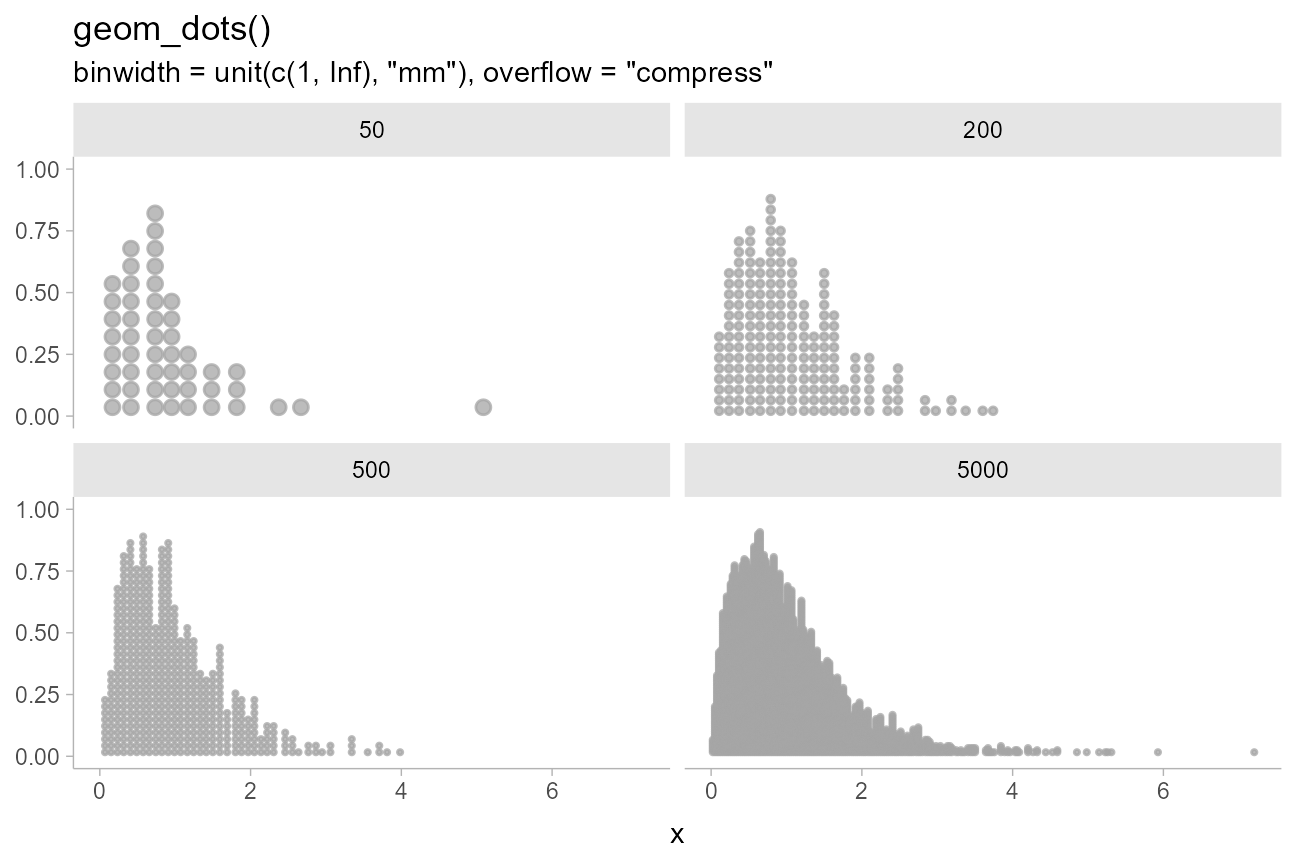 geom_dots()
binwidth = unit(c(1, Inf), "mm"), overflow = "compress"
50
200
1.00
0.75
0.50
0.25
0.00
500
5000
1.00
0.75
0.50
0.25
0.00
0 2 4 6
0 2 4 6
x